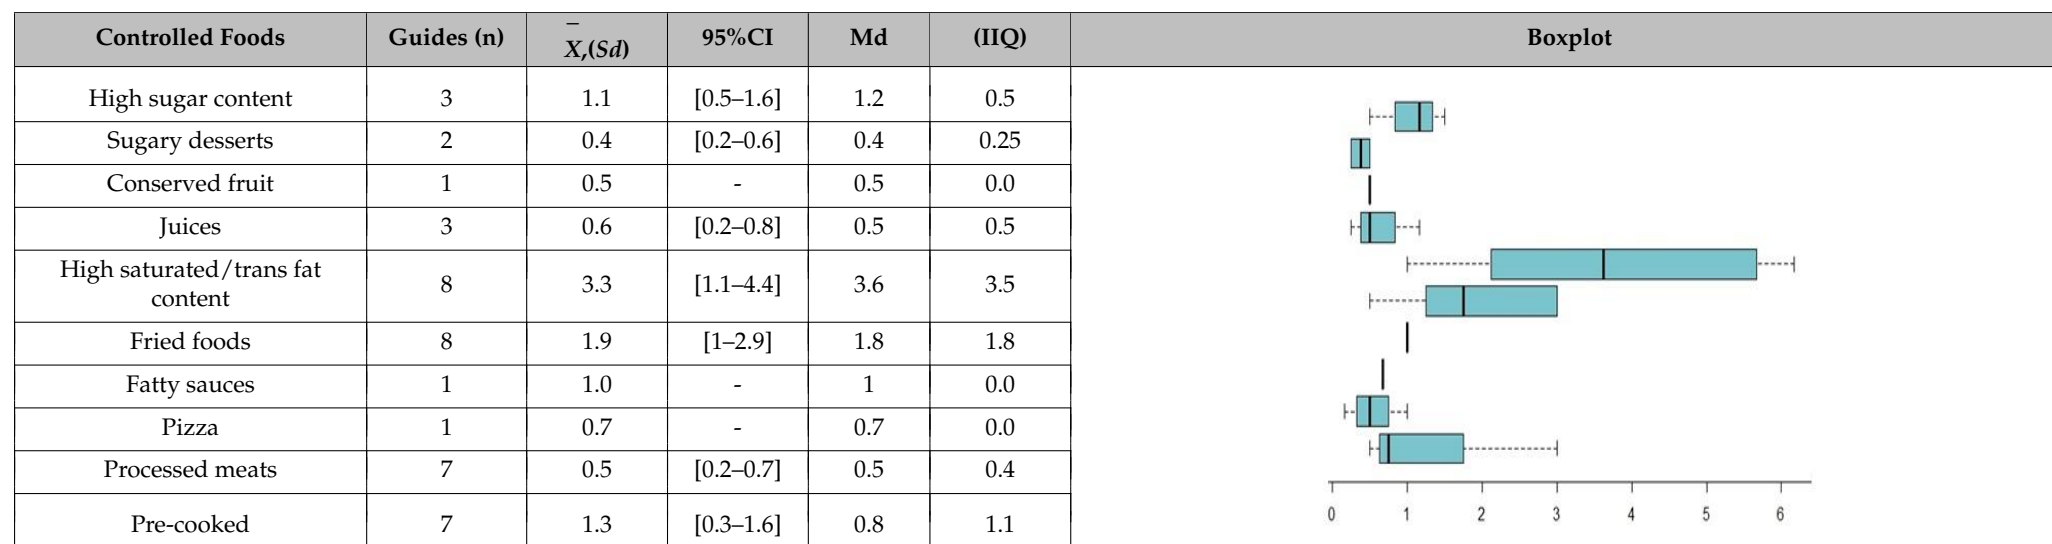 Controlled Foods Guides (n) X̄,(Sd) 95%CI Md (IIQ) Boxplot
High sugar content 3 1.1 [0.5–1.6] 1.2 0.5
Sugary desserts 2 0.4 [0.2–0.6] 0.4 0.25
Conserved fruit 1 0.5 - 0.5 0.0
Juices 3 0.6 [0.2–0.8] 0.5 0.5
High saturated/trans fat
content 8 3.3 [1.1–4.4] 3.6 3.5
Fried foods 8 1.9 [1–2.9] 1.8 1.8
Fatty sauces 1 1.0 - 1 0.0
Pizza 1 0.7 - 0.7 0.0
Processed meats 7 0.5 [0.2–0.7] 0.5 0.4
Pre-cooked 7 1.3 [0.3–1.6] 0.8 1.1
0 1 2 3 4 5 6